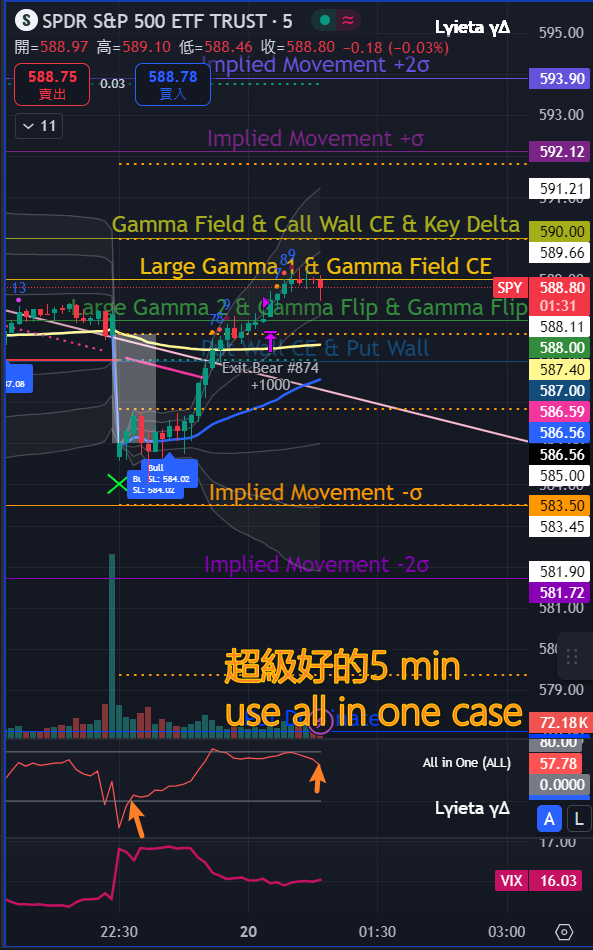 SPDR S&P 500 ETF TRUST · 5
Lyieta γΔ
595.00
開=588.97 高=589.10 低=588.46 收=588.80 −0.18 (−0.03%)
Implied Movement +2σ
588.75
賣出
0.03
588.78
買入
593.90
593.00
11
Implied Movement +σ
592.12
591.21
Gamma Field & Call Wall CE & Key Delta
590.00
589.66
Large Gamma 1 & Gamma Field CE
SPY
588.80
01:31
13
Large Gamma 2 & Gamma Flip & Gamma Flip
588.11
588.00
Put Wall CE & Put Wall
587.40
Exit.Bear #874
+1000
587.00
586.59
586.56
586.56
585.00
Bull
SL: 584.02
SL: 584.02
Implied Movement -σ
583.50
583.45
Implied Movement -2σ
581.90
581.72
581.00
超級好的5 min
579.00
use all in one case
72.18K
60.00
All in One (ALL)
57.78
0.0000
Lyieta γΔ
A
L
17.00
VIX
16.03
22:30
20
01:30
03:00